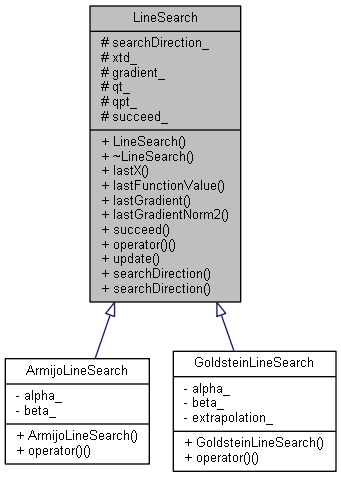 LineSearch
# searchDirection_
# xtd_
# gradient_
# qt_
# qpt_
# succeed_
+ LineSearch()
+ ~LineSearch()
+ lastX()
+ lastFunctionValue()
+ lastGradient()
+ lastGradientNorm2()
+ succeed()
+ operator()()
+ update()
+ searchDirection()
+ searchDirection()
ArmijoLineSearch
- alpha_
- beta_
+ ArmijoLineSearch()
+ operator()()
GoldsteinLineSearch
- alpha_
- beta_
- extrapolation_
+ GoldsteinLineSearch()
+ operator()()